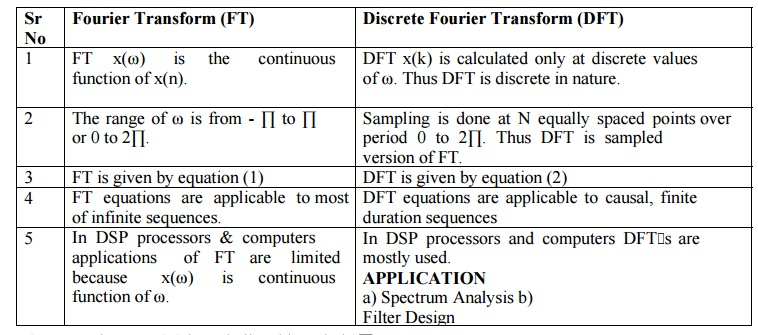 Sr No
Fourier Transform (FT)
Discrete Fourier Transform (DFT)
1
FT x(ω) is the continuous
function of x(n).
DFT x(k) is calculated only at discrete values
of ω. Thus DFT is discrete in nature.
2
The range of ω is from - ∏ to ∏
or 0 to 2∏.
Sampling is done at N equally spaced points over
period 0 to 2∏. Thus DFT is sampled
version of FT.
3
FT is given by equation (1)
DFT is given by equation (2)
4
FT equations are applicable to most
of infinite sequences.
DFT equations are applicable to causal, finite
duration sequences
5
In DSP processors & computers
applications of FT are limited
because x(ω) is continuous
function of ω.
In DSP processors and computers DFT□s are
mostly used.
APPLICATION
a) Spectrum Analysis b)
Filter Design